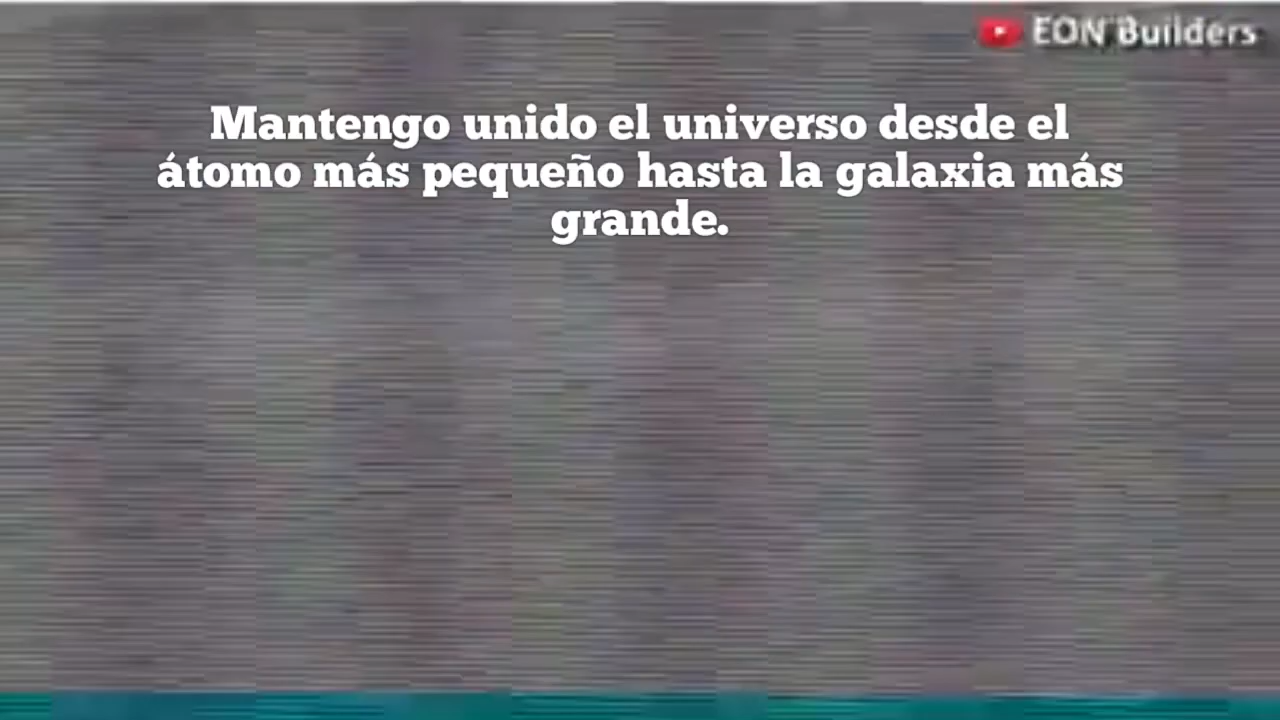 EON Builders
Mantengo unido el universo desde el
átomo más pequeño hasta la galaxia más
grande.